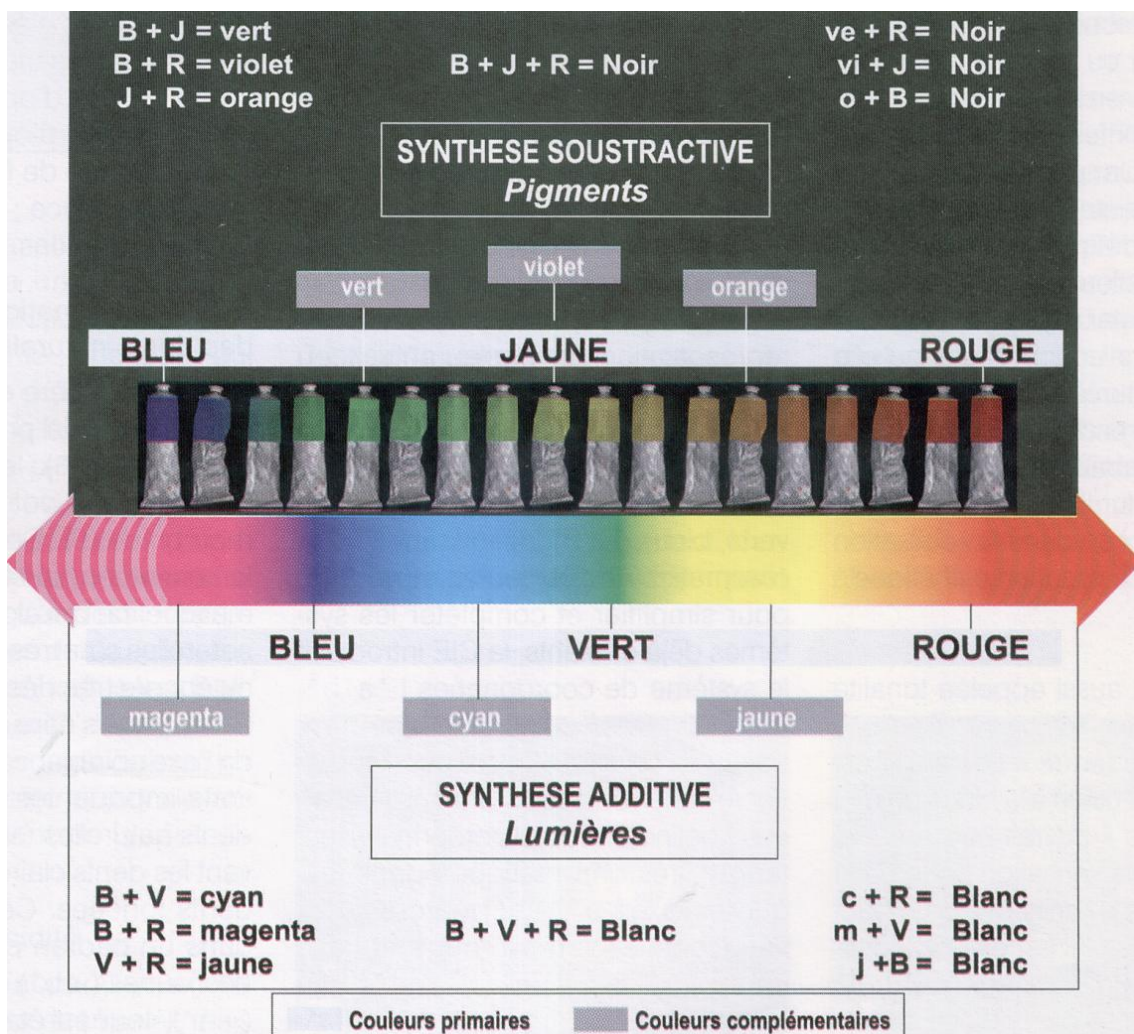 B + J = vert
B + R = violet
J + R = orange
B + J + R = Noir
ve + R = Noir
vi + J = Noir
o + B = Noir
SYNTHESE SOUSTRACTIVE
Pigments
violet
vert
orange
BLEU JAUNE ROUGE
BLEU VERT ROUGE
magenta cyan jaune
SYNTHESE ADDITIVE
Lumières
B + V = cyan
B + R = magenta
V + R = jaune
B + V + R = Blanc
c + R = Blanc
m + V = Blanc
j +B = Blanc
Couleurs primaires Couleurs complémentaires